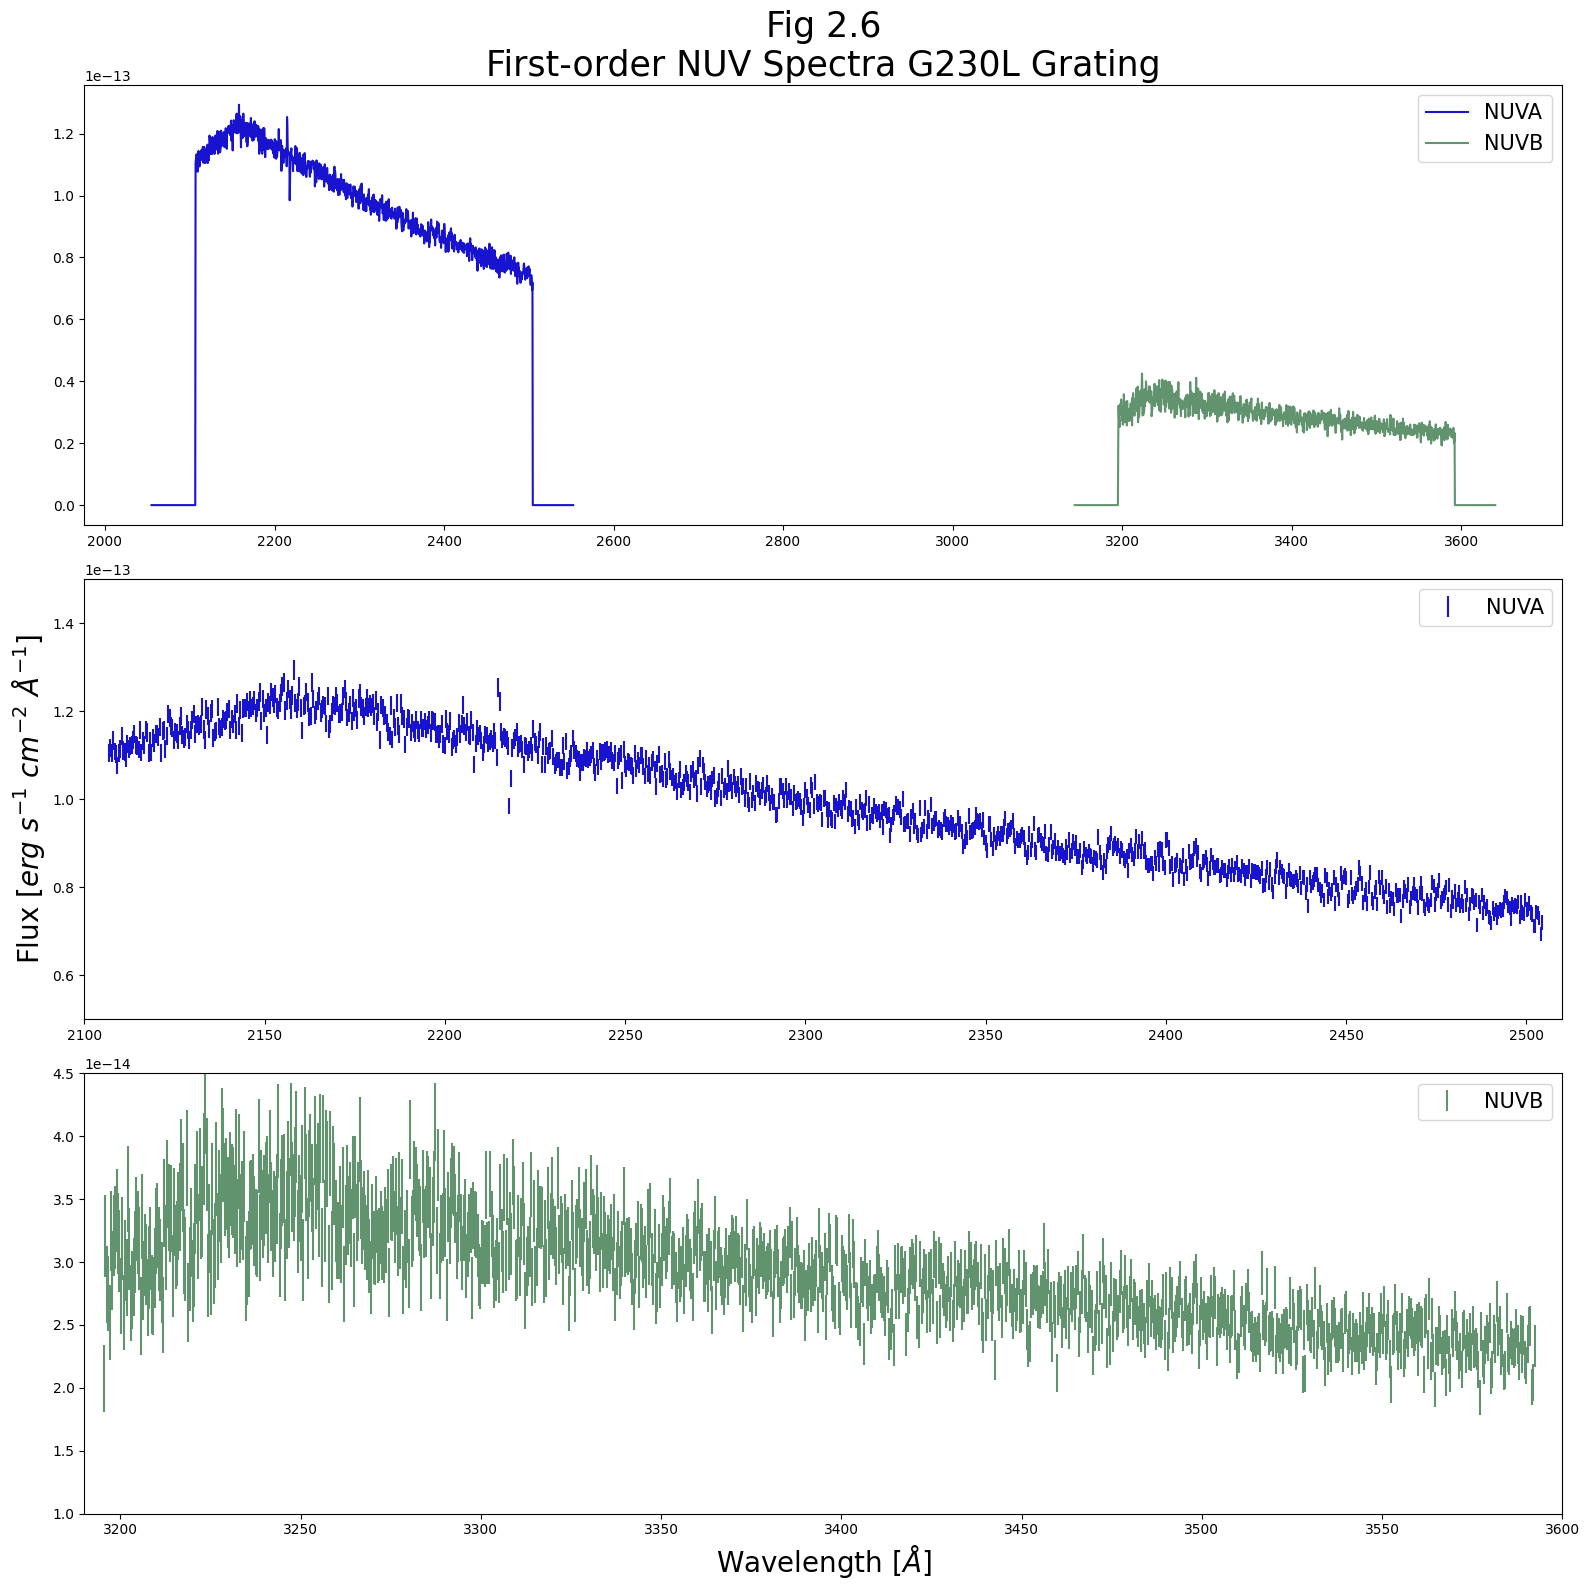 Fig 2.6
First-order NUV Spectra G230L Grating
1e−13
NUVA
NUVB
1.2
1.0
0.8
0.6
0.4
0.2
0.0
2000 2200 2400 2600 2800 3000 3200 3400 3600
1e−13
NUVA
1.4
1.2
1.0
0.8
0.6
2100 2150 2200 2250 2300 2350 2400 2450 2500
Flux [erg s⁻¹ cm⁻² Å⁻¹]
1e−14
NUVB
4.5
4.0
3.5
3.0
2.5
2.0
1.5
1.0
3200 3250 3300 3350 3400 3450 3500 3550 3600
Wavelength [Å]